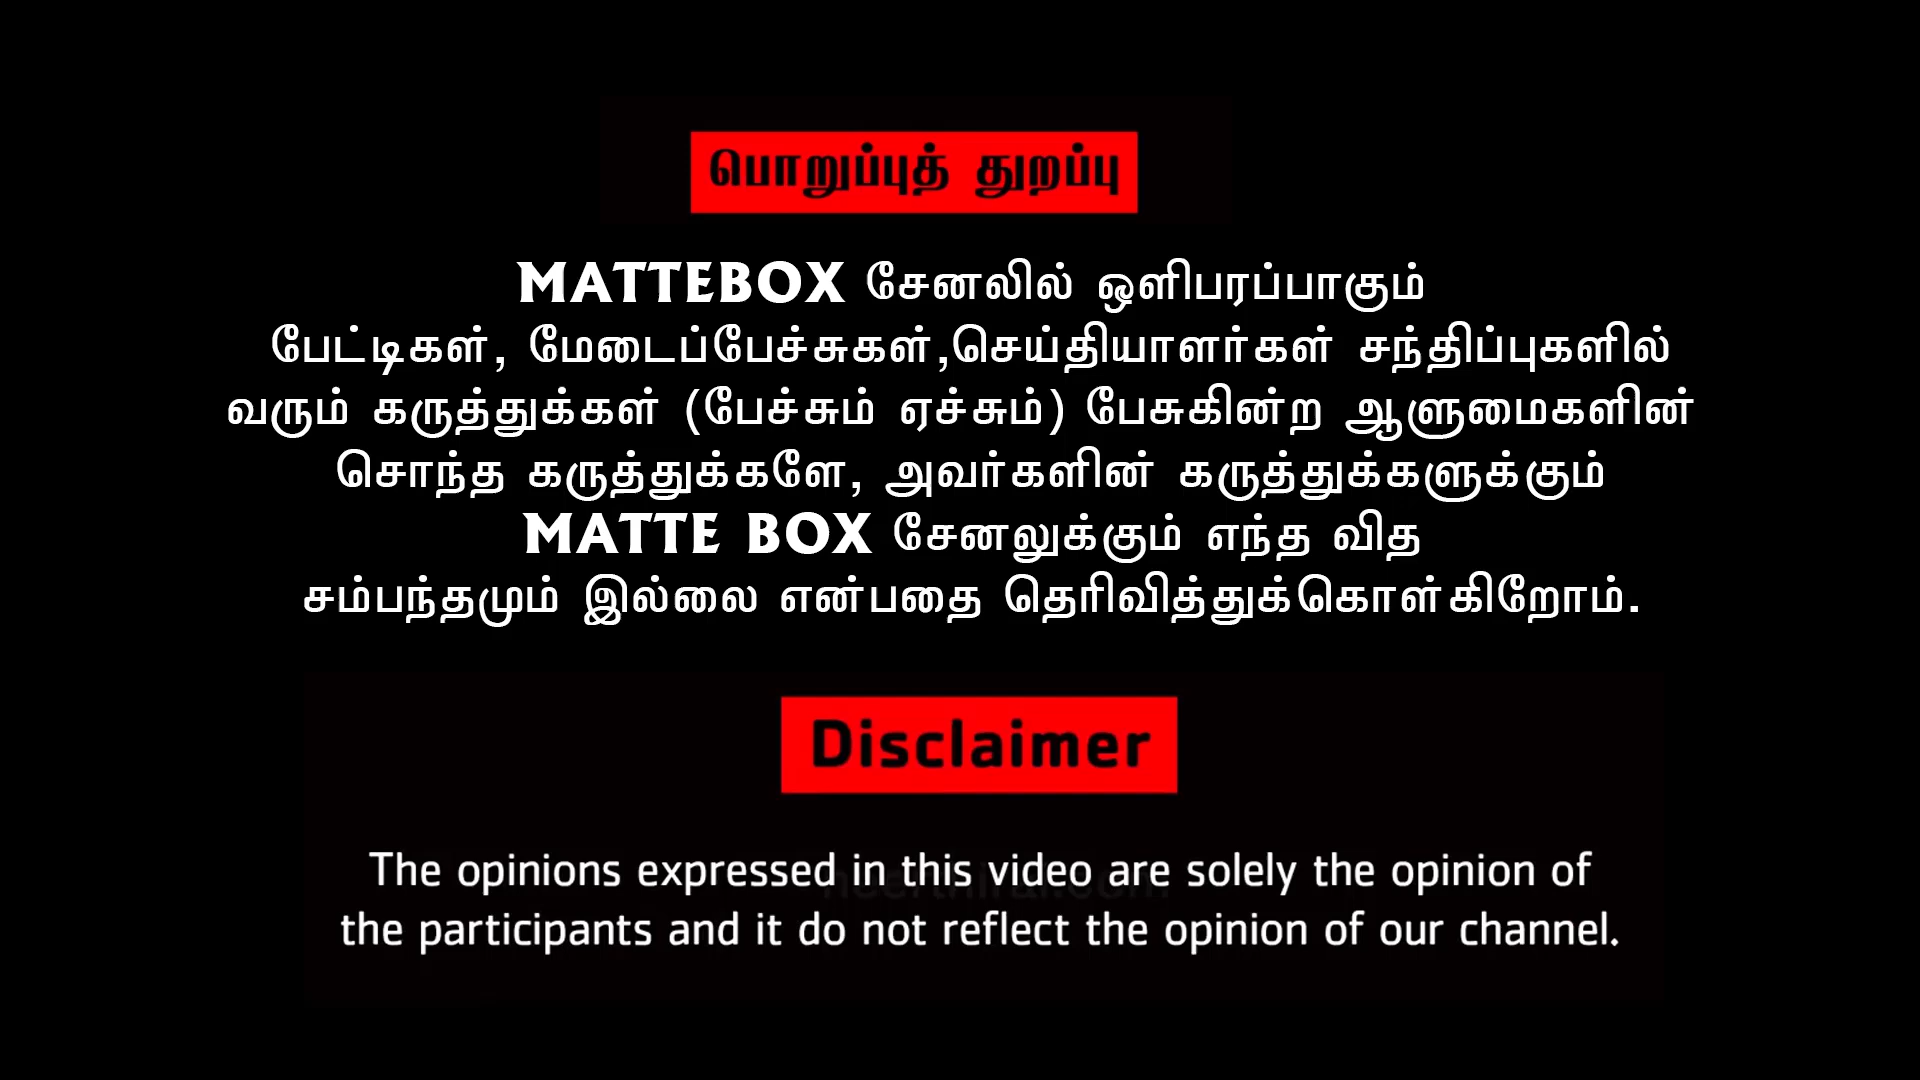 பொறுப்புத் துறப்பு
MATTEBOX சேனலில் ஒளிபரப்பாகும்
பேட்டிகள், மேடைப்பேச்சுகள்,செய்தியாளர்கள் சந்திப்புகளில்
வரும் கருத்துக்கள் (பேச்சும் ஏச்சும்) பேசுகின்ற ஆளுமைகளின்
சொந்த கருத்துக்களே, அவர்களின் கருத்துக்களுக்கும்
MATTE BOX சேனலுக்கும் எந்த வித
சம்பந்தமும் இல்லை என்பதை தெரிவித்துக்கொள்கிறோம்.
Disclaimer
The opinions expressed in this video are solely the opinion of
the participants and it do not reflect the opinion of our channel.